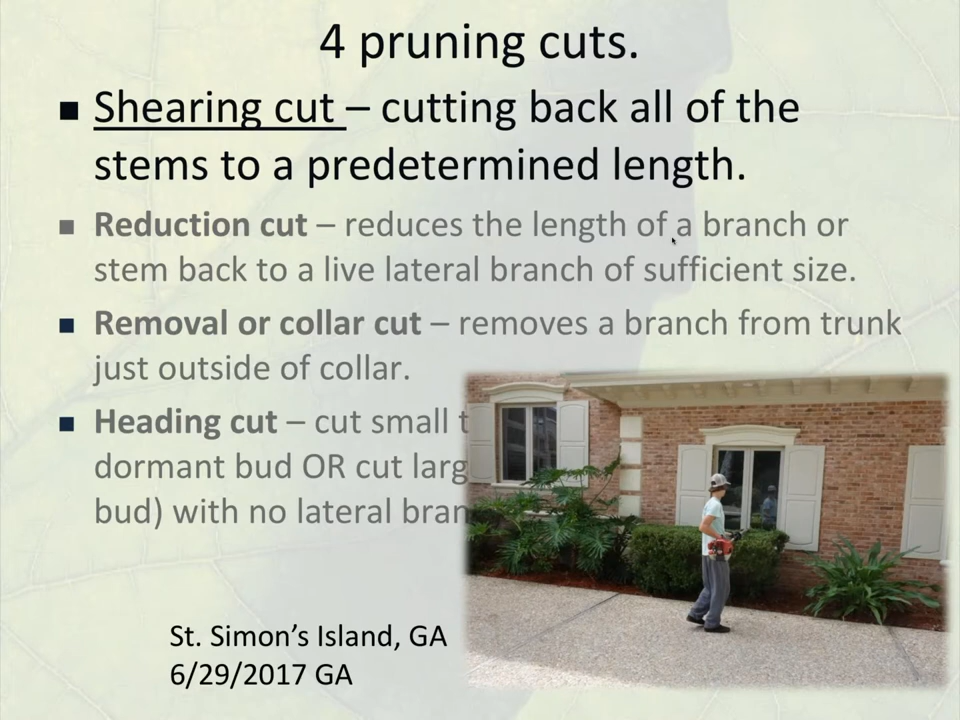 4 pruning cuts.
Shearing cut – cutting back all of the
stems to a predetermined length.
Reduction cut – reduces the length of a branch or
stem back to a live lateral branch of sufficient size.
Removal or collar cut – removes a branch from trunk
just outside of collar.
Heading cut – cut small
dormant bud OR cut
bud) with no lateral
St. Simon’s Island, GA
6/29/2017 GA